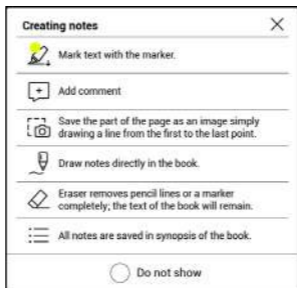 Creating notes
Mark text with the marker.
Add comment
Save the part of the page as an image simply
drawing a line from the first to the last point.
Draw notes directly in the book.
Eraser removes pencil lines or a marker
completely; the text of the book will remain.
All notes are saved in synopsis of the book.
Do not show